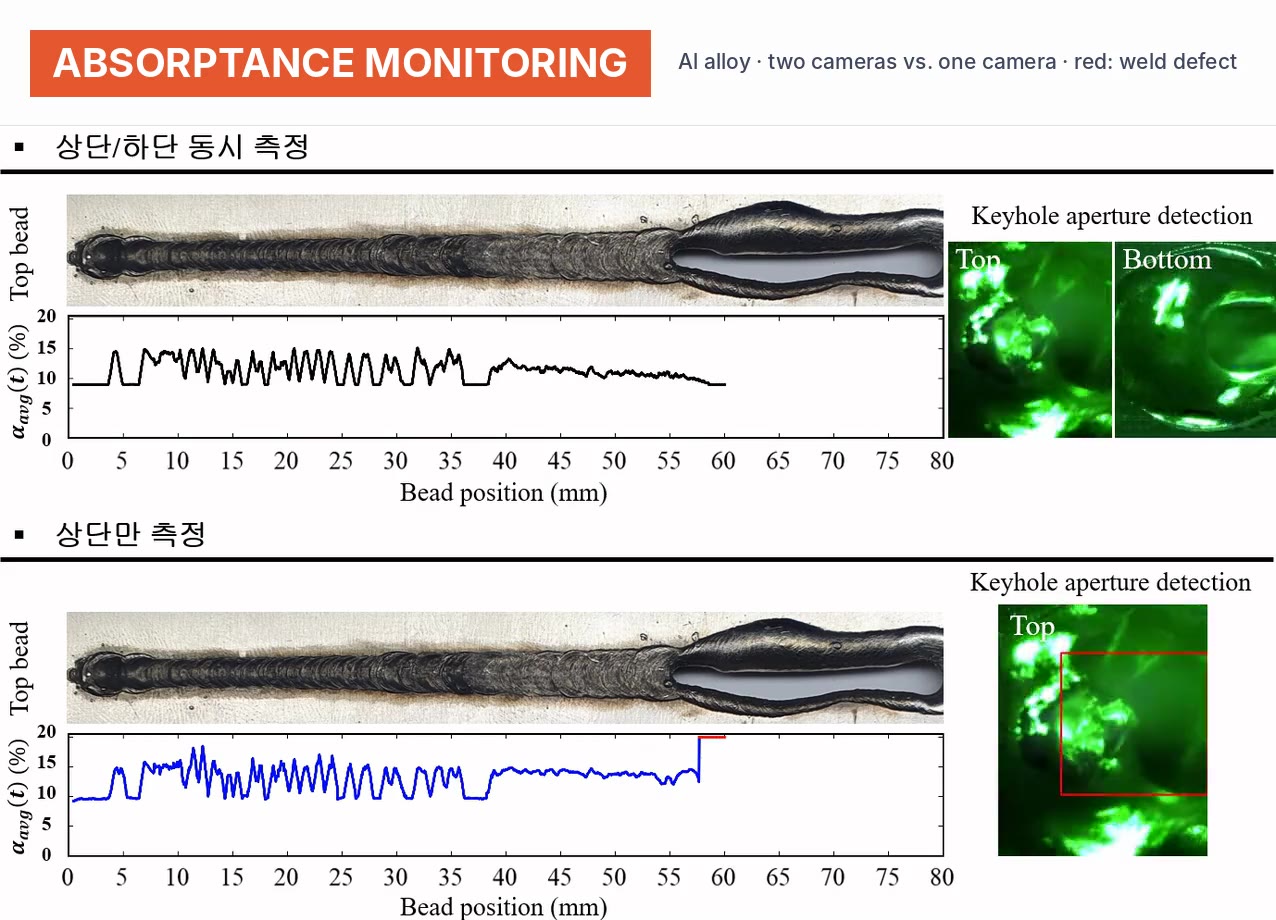 ABSORPTANCE MONITORING
Al alloy · two cameras vs. one camera · red: weld defect
▪ 상단/하단 동시 측정
Top bead
Keyhole aperture detection
Top
Bottom
α_avg(t) (%)
20
15
10
5
0
0 5 10 15 20 25 30 35 40 45 50 55 60 65 70 75 80
Bead position (mm)
▪ 상단만 측정
Keyhole aperture detection
Top bead
Top
α_avg(t) (%)
20
15
10
5
0
0 5 10 15 20 25 30 35 40 45 50 55 60 65 70 75 80
Bead position (mm)